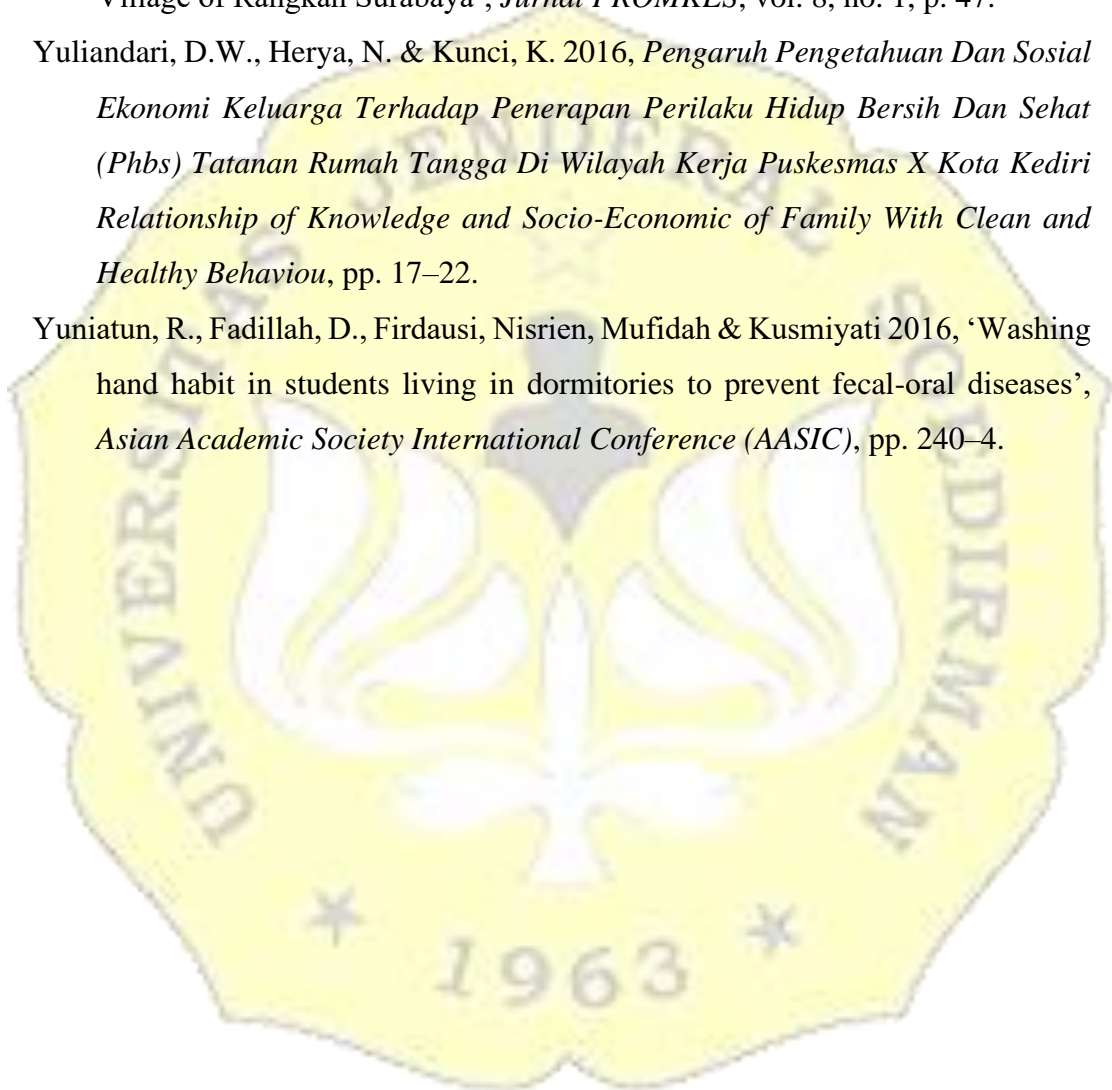 Village of Rangkah Surabaya’, Jurnal PROMKES, vol. 8, no. 1, p. 47.
Yuliandari, D.W., Herya, N. & Kunci, K. 2016, Pengaruh Pengetahuan Dan Sosial
Ekonomi Keluarga Terhadap Penerapan Perilaku Hidup Bersih Dan Sehat
(Phbs) Tatanan Rumah Tangga Di Wilayah Kerja Puskesmas X Kota Kediri
Relationship of Knowledge and Socio-Economic of Family With Clean and
Healthy Behaviou, pp. 17–22.
Yuniatun, R., Fadillah, D., Firdausi, Nisrien, Mufidah & Kusmiyati 2016, ‘Washing
hand habit in students living in dormitories to prevent fecal-oral diseases’,
Asian Academic Society International Conference (AASIC), pp. 240–4.
UNIVERSITAS JENDERAL SOEDIRMAN
1963